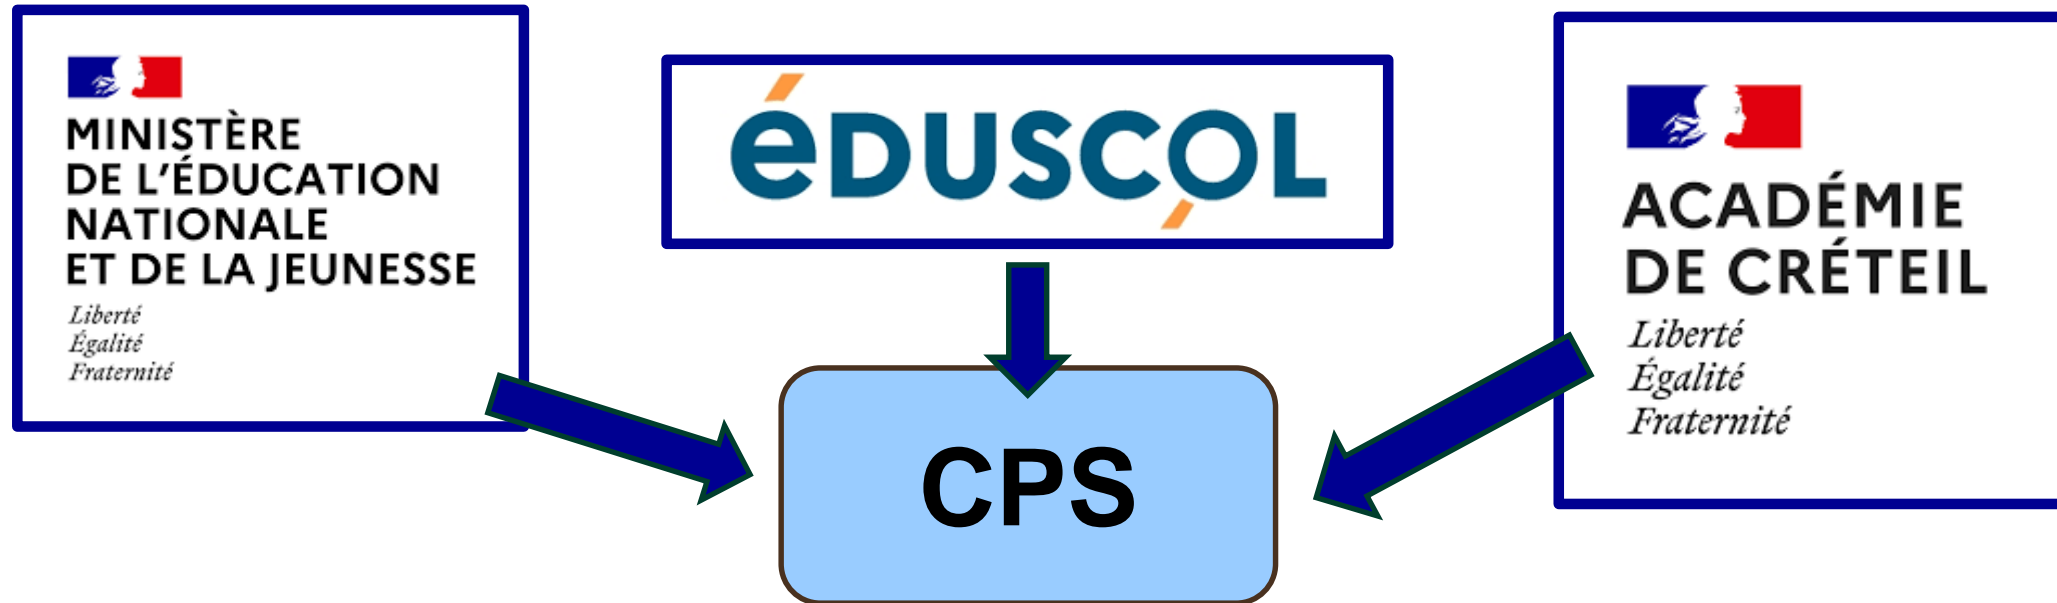 MINISTÈRE
DE L'ÉDUCATION
NATIONALE
ET DE LA JEUNESSE
Liberté
Égalité
Fraternité
éDUSCOL
ACADÉMIE
DE CRÉTEIL
Liberté
Égalité
Fraternité
CPS